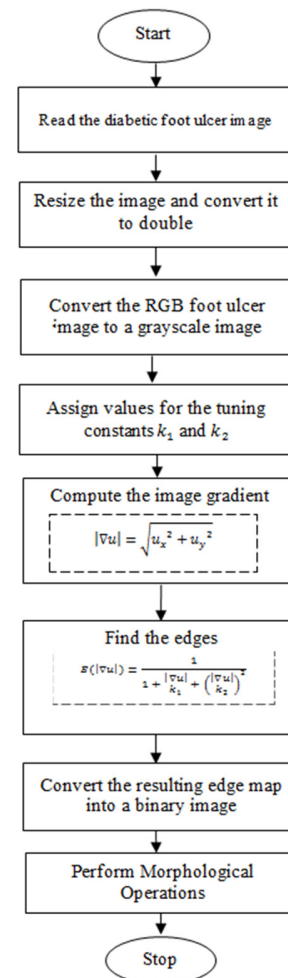 Start
Read the diabetic foot ulcer image
Resize the image and convert it
to double
Convert the RGB foot ulcer
image to a grayscale image
Assign values for the tuning
constants k₁ and k₂
Compute the image gradient
|∇u| = √(uₓ² + uᵧ²)
Find the edges
E(|∇u|) = 1 / (1 + |∇u|/k₁ + (|∇u|/k₂)²)
Convert the resulting edge map
into a binary image
Perform Morphological
Operations
Stop